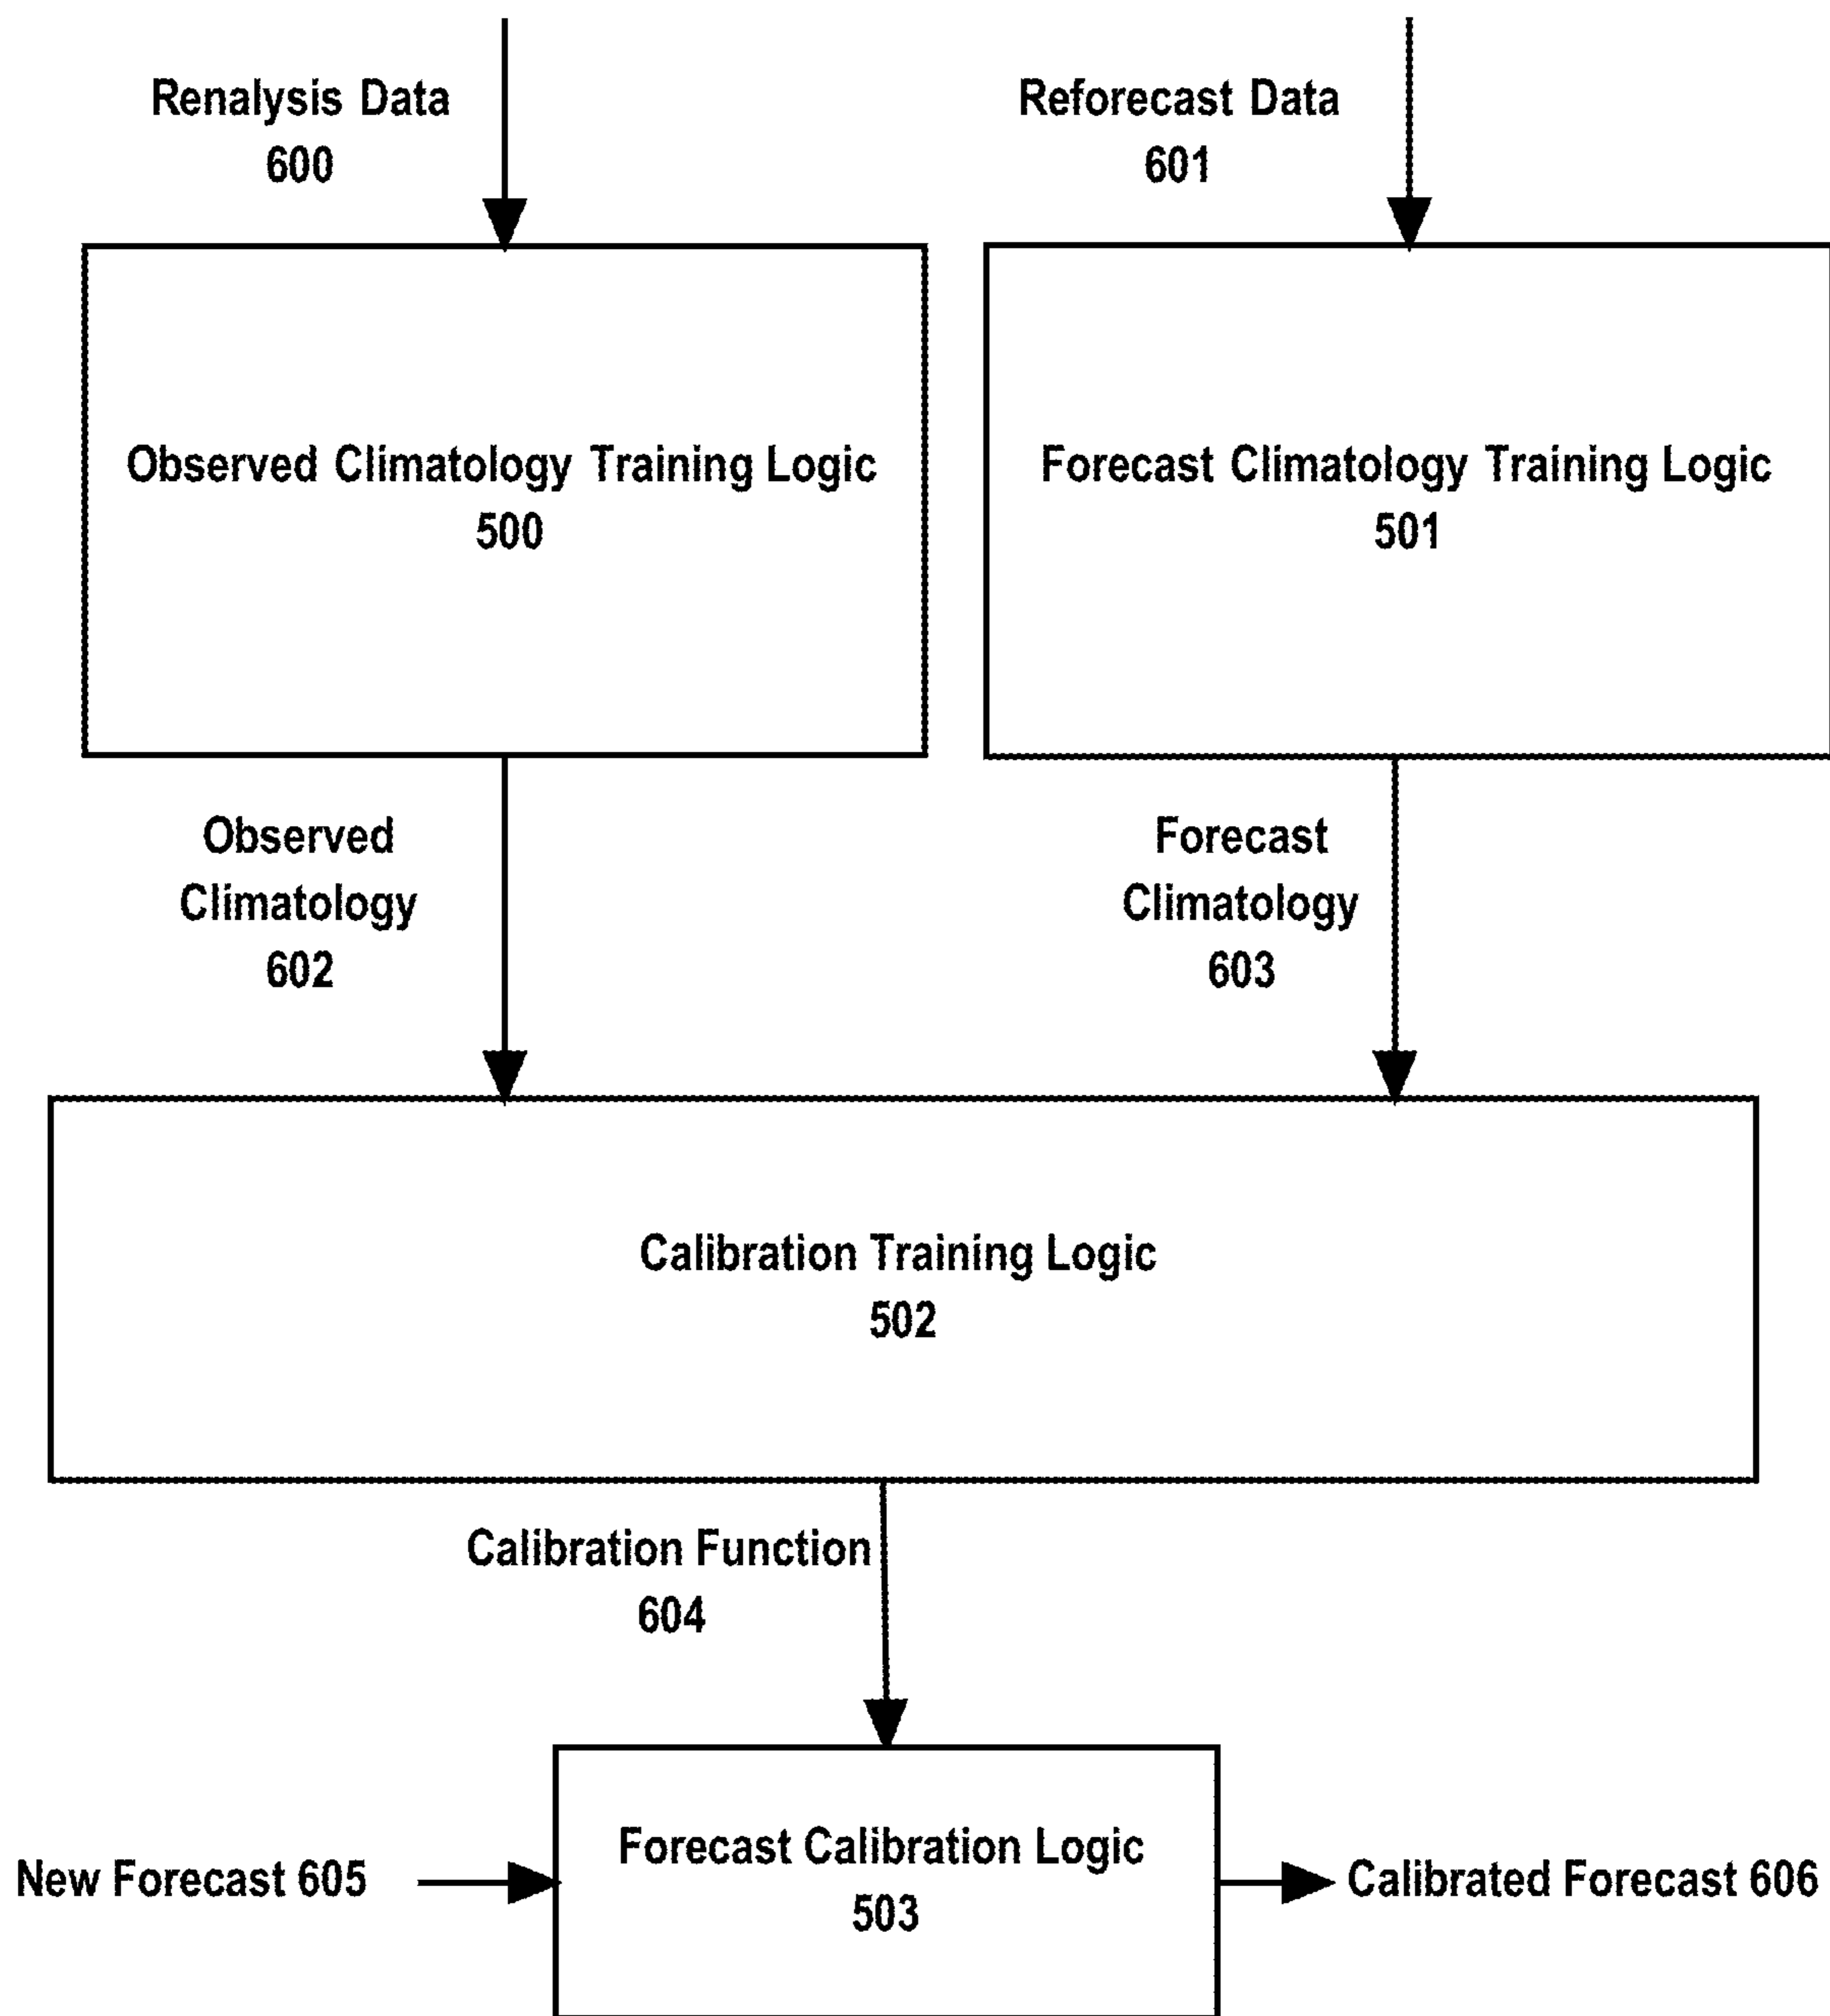 Renalysis Data
600
Reforecast Data
601
Observed Climatology Training Logic
500
Forecast Climatology Training Logic
501
Observed
Climatology
602
Forecast
Climatology
603
Calibration Training Logic
502
Calibration Function
604
New Forecast 605
Forecast Calibration Logic
503
Calibrated Forecast 606